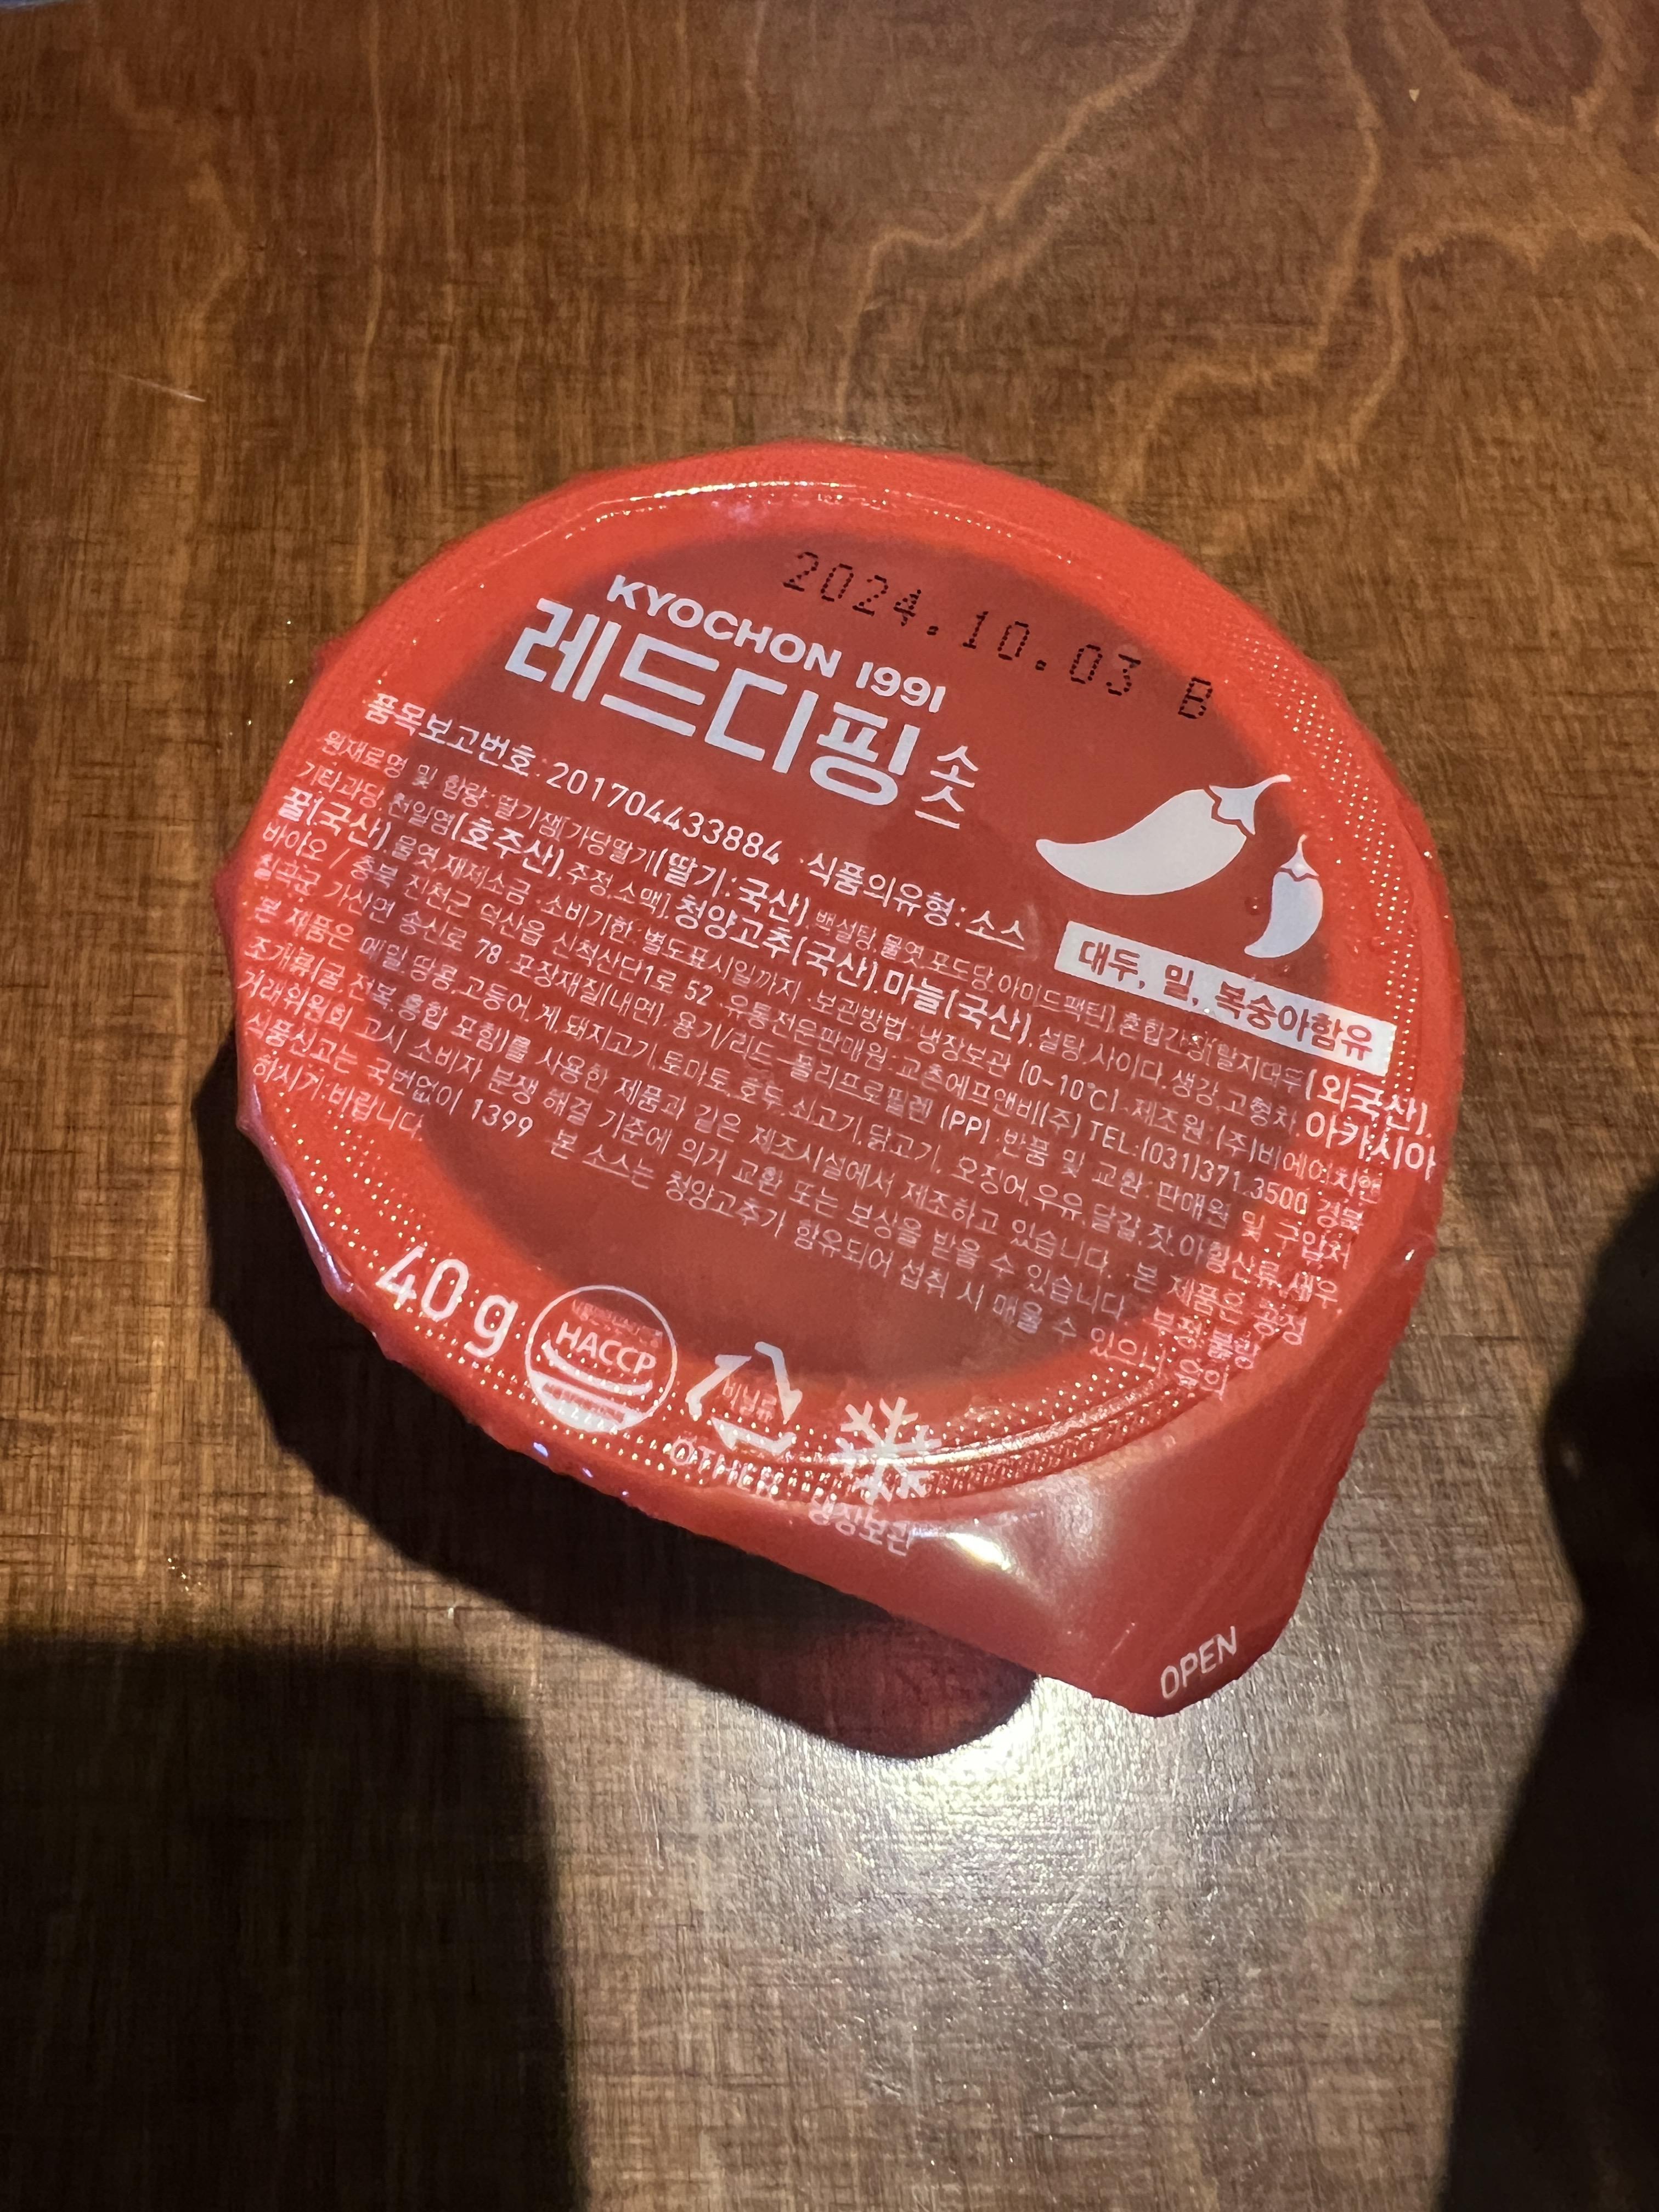 2024.10.03 B
KYOCHON 1991
레드디핑 소스
품목보고번호:201704433884 ·식품의유형:소스
대두, 밀, 복숭아함유
원재료명 및 함량:딸기잼[가당딸기(딸기:국산),백설탕,물엿,포도당,아미드펙틴],혼합간장[탈지대두(외국산),
기타과당,천일염(호주산),주정,소맥],청양고추(국산),마늘(국산),설탕,사이다,생강,고형차,아카시아
꿀(국산),물엿,재제소금 ·소비기한:별도표시일까지 ·보관방법:냉장보관 (0~10℃) ·제조원:(주)비에이치앤
바이오 / 충북 진천군 덕산읍 신척산단1로 52 ·유통전문판매원:교촌에프앤비(주) TEL:(031)371.3500 경북
칠곡군 가산면 송신로 78 ·포장재질(내면):용기/리드-폴리프로필렌 (PP) ·반품 및 교환:판매원 및 구입처
본 제품은 메밀,땅콩,고등어,게,돼지고기,토마토,호두,쇠고기,닭고기,오징어,우유,달걀,잣,아황산류,새우,
조개류(굴,전복,홍합 포함)를 사용한 제품과 같은 제조시설에서 제조하고 있습니다. 본 제품은 공정
거래위원회 고시 소비자 분쟁 해결 기준에 의거 교환 또는 보상을 받을 수 있습니다. 부정·불량
식품신고는 국번없이 1399 본 소스는 청양고추가 함유되어 섭취 시 매울 수 있으니 유의
하시기 바랍니다.
40 g
HACCP
비닐류
OTHER
냉장보관
OPEN